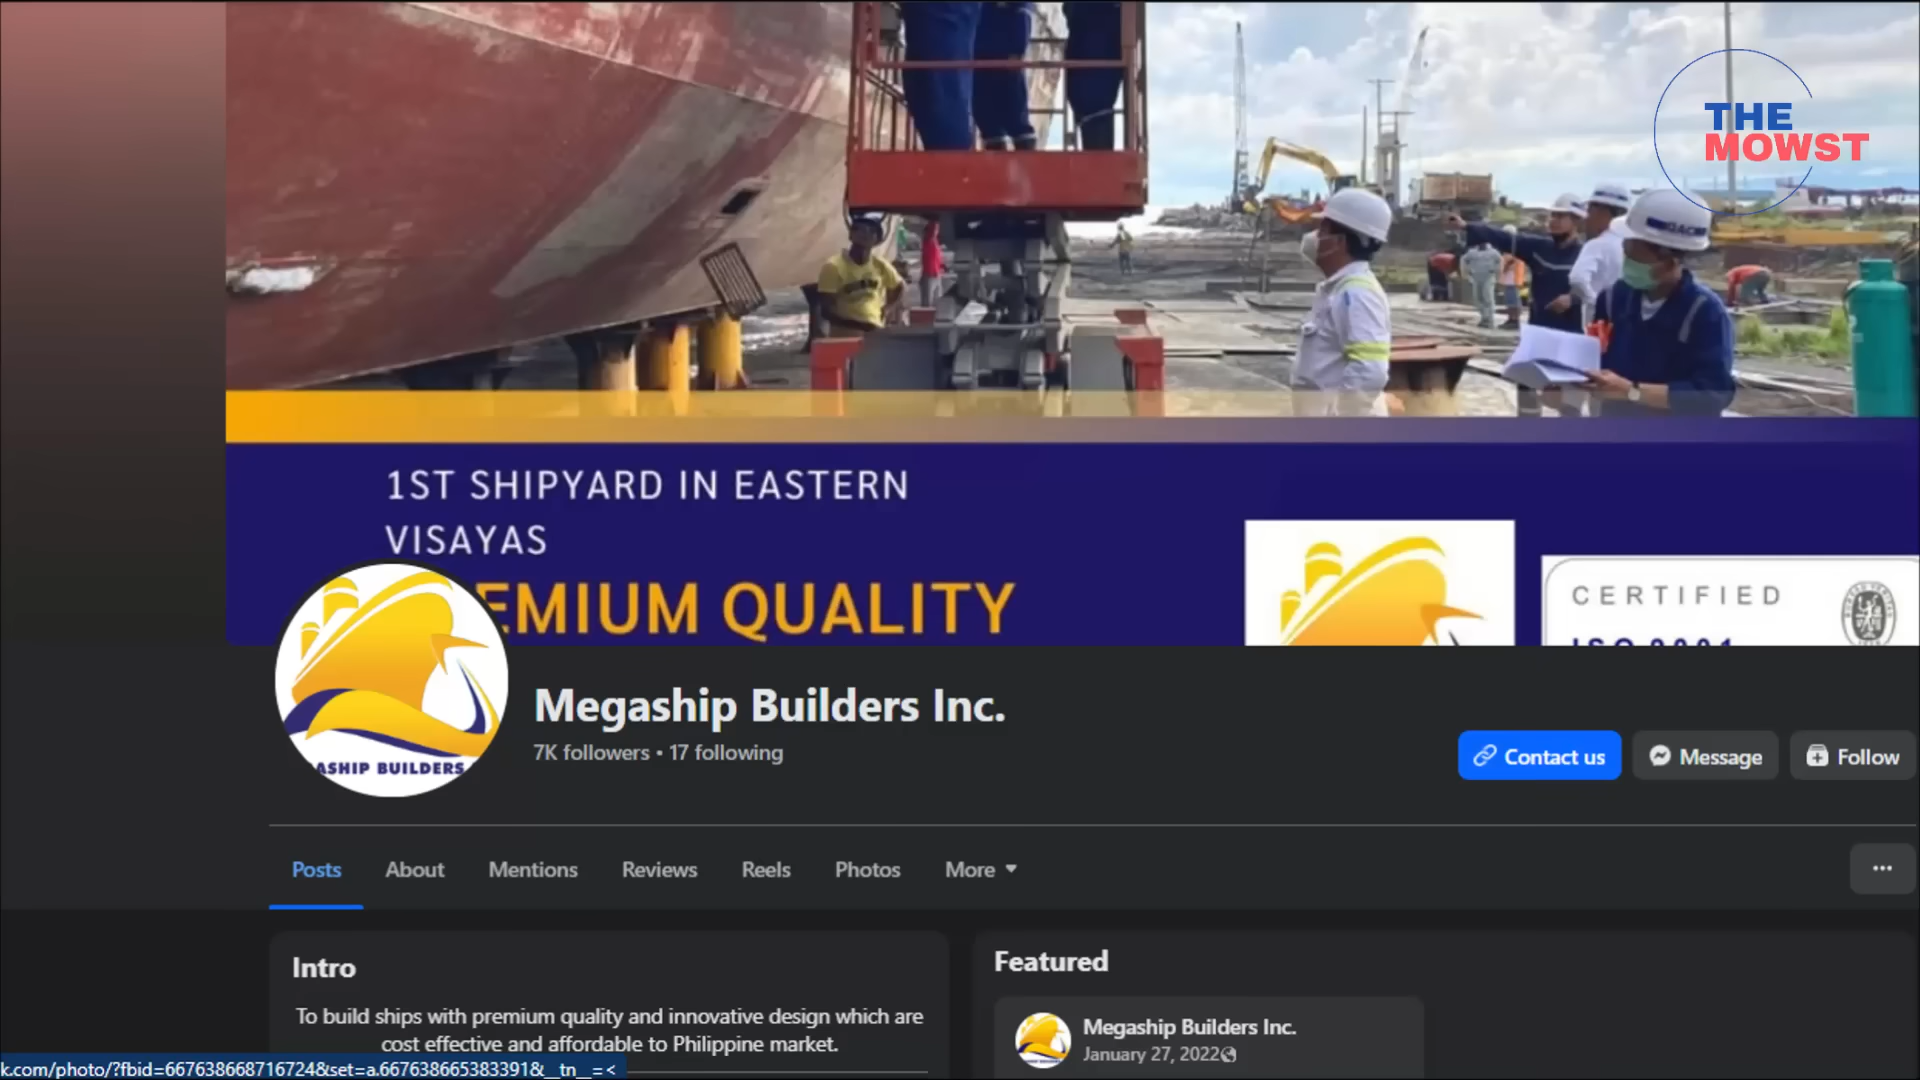 THE
MOWST
1ST SHIPYARD IN EASTERN
VISAYAS
EMIUM QUALITY
CERTIFIED
ASHIP BUILDERS
Megaship Builders Inc.
7K followers • 17 following
Contact us
Message
Follow
Posts
About
Mentions
Reviews
Reels
Photos
More
Intro
To build ships with premium quality and innovative design which are
cost effective and affordable to Philippine market.
Featured
Megaship Builders Inc.
January 27, 2022
k.com/photo/?fbid=667638668716724&set=a.667638665383391&__tn__=<